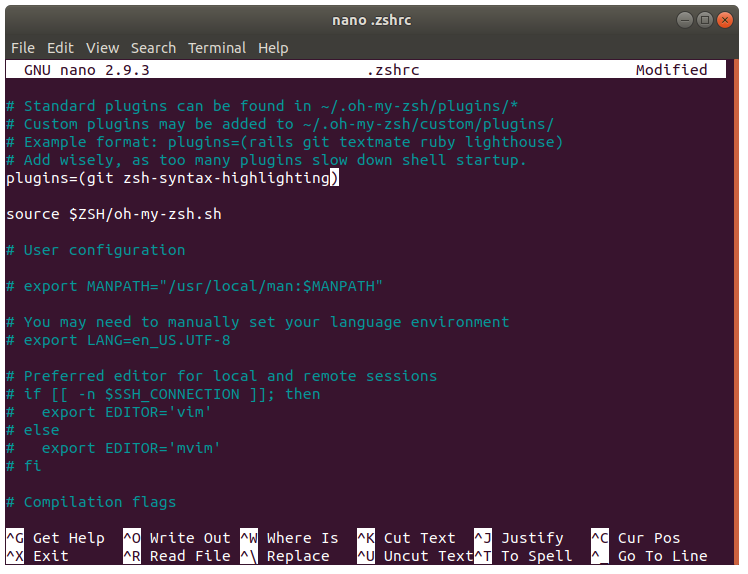 nano .zshrc
File Edit View Search Terminal Help
GNU nano 2.9.3 .zshrc Modified
# Standard plugins can be found in ~/.oh-my-zsh/plugins/*
# Custom plugins may be added to ~/.oh-my-zsh/custom/plugins/
# Example format: plugins=(rails git textmate ruby lighthouse)
# Add wisely, as too many plugins slow down shell startup.
plugins=(git zsh-syntax-highlighting)
source $ZSH/oh-my-zsh.sh
# User configuration
# export MANPATH="/usr/local/man:$MANPATH"
# You may need to manually set your language environment
# export LANG=en_US.UTF-8
# Preferred editor for local and remote sessions
# if [[ -n $SSH_CONNECTION ]]; then
#   export EDITOR='vim'
# else
#   export EDITOR='mvim'
# fi
# Compilation flags
^G Get Help ^O Write Out ^W Where Is ^K Cut Text ^J Justify ^C Cur Pos
^X Exit ^R Read File ^\ Replace ^U Uncut Text ^T To Spell ^_ Go To Line